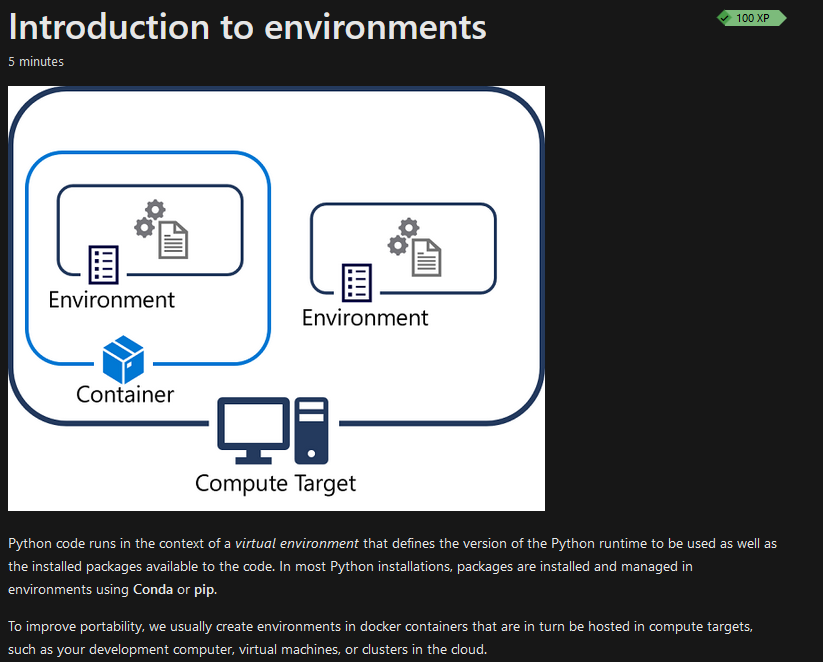 Introduction to environments
100 XP
5 minutes
Environment
Environment
Container
Compute Target
Python code runs in the context of a virtual environment that defines the version of the Python runtime to be used as well as
the installed packages available to the code. In most Python installations, packages are installed and managed in
environments using Conda or pip.
To improve portability, we usually create environments in docker containers that are in turn be hosted in compute targets,
such as your development computer, virtual machines, or clusters in the cloud.